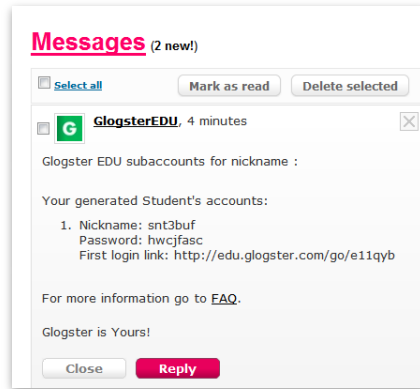 Messages (2 new!)
Select all Mark as read Delete selected
G GlogsterEDU, 4 minutes
Glogster EDU subaccounts for nickname :
Your generated Student's accounts:
1. Nickname: snt3buf
Password: hwcjfasc
First login link: http://edu.glogster.com/go/e11qyb
For more information go to FAQ.
Glogster is Yours!
Close Reply